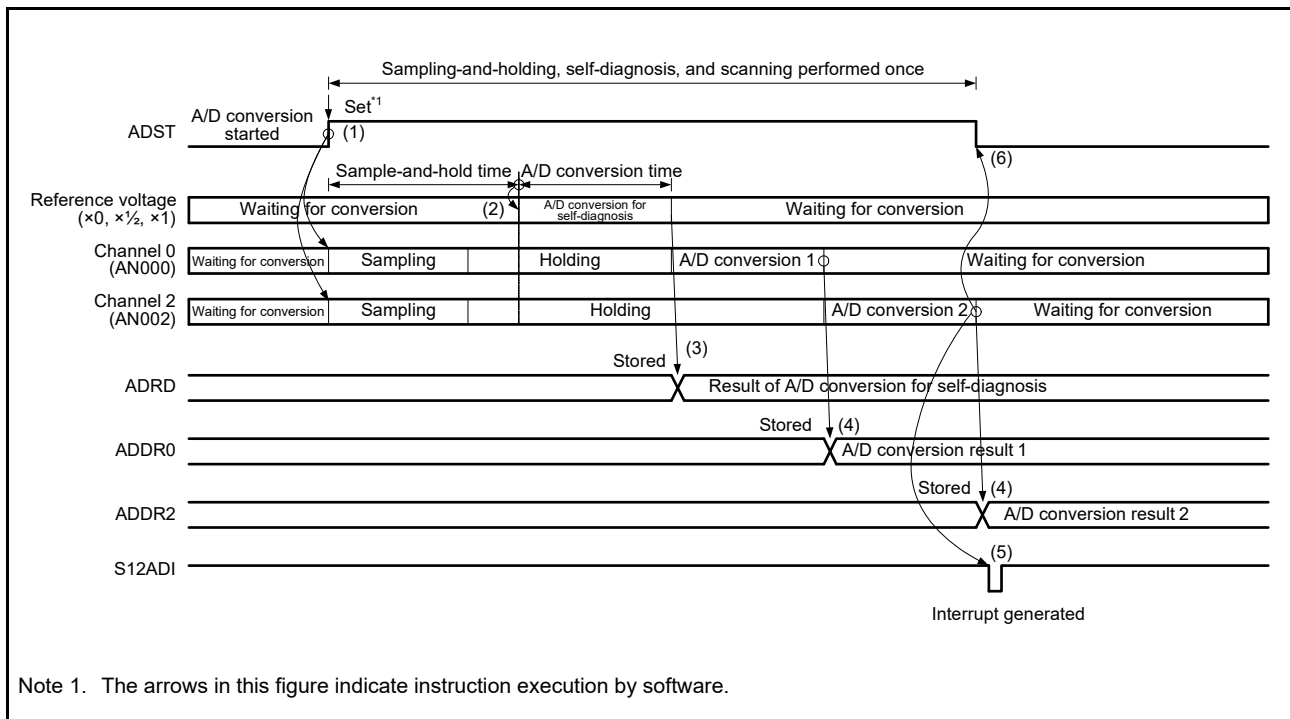 Sampling-and-holding, self-diagnosis, and scanning performed once
A/D conversion
started
Set*1
ADST
(1)
(6)
Sample-and-hold time
A/D conversion time
Reference voltage
(×0, ×½, ×1)
Waiting for conversion
(2)
A/D conversion for
self-diagnosis
Waiting for conversion
Channel 0
(AN000)
Waiting for conversion
Sampling
Holding
A/D conversion 1
Waiting for conversion
Channel 2
(AN002)
Waiting for conversion
Sampling
Holding
A/D conversion 2
Waiting for conversion
Stored
(3)
ADRD
Result of A/D conversion for self-diagnosis
Stored
(4)
ADDR0
A/D conversion result 1
Stored
(4)
ADDR2
A/D conversion result 2
(5)
S12ADI
Interrupt generated
Note 1. The arrows in this figure indicate instruction execution by software.